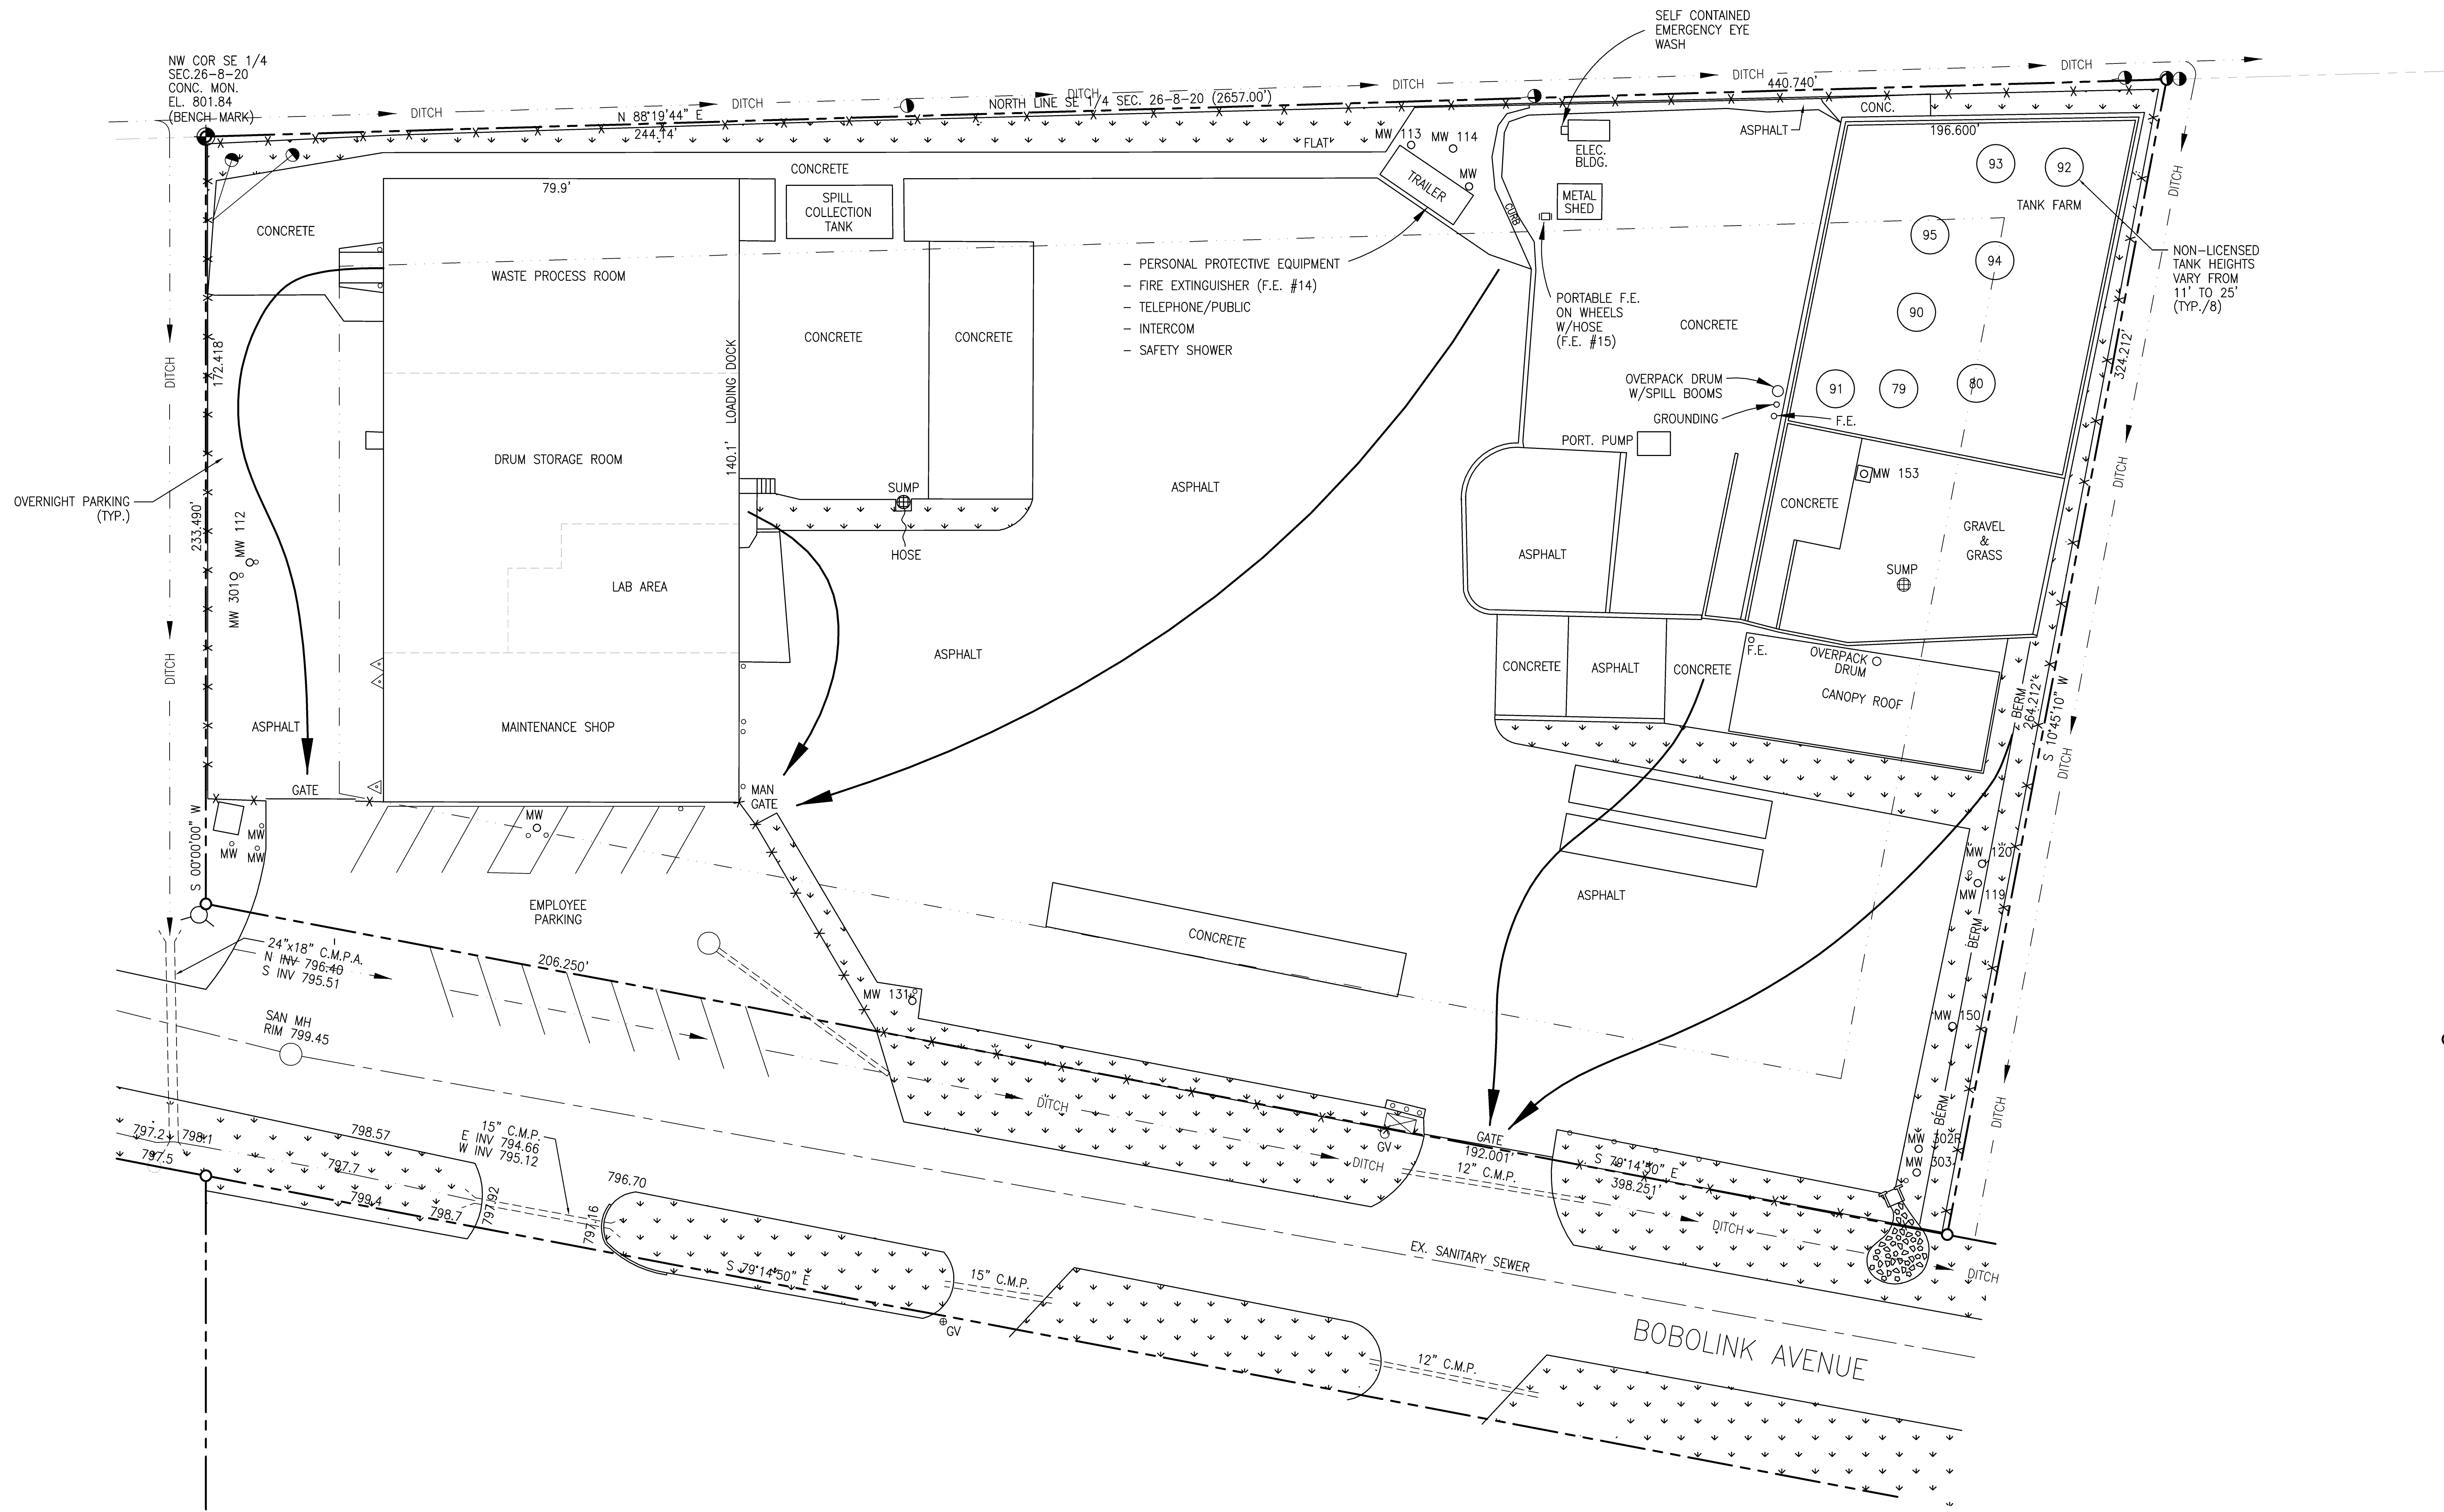 SELF CONTAINED
EMERGENCY EYE
WASH
NW COR SE 1/4
SEC.26-8-20
CONC. MON.
EL. 801.84
(BENCH MARK)
DITCH
DITCH
DITCH
DITCH
DITCH
DITCH
NORTH LINE SE 1/4 SEC. 26-8-20 (2657.00')
440.740'
N 88°19'44" E
244.14'
FLAT
MW 113
MW 114
MW
TRAILER
ELEC.
BLDG.
ASPHALT
CONC.
196.600'
93
92
TANK FARM
DITCH
CONCRETE
79.9'
SPILL
COLLECTION
TANK
METAL
SHED
CURB
CONCRETE
95
94
NON-LICENSED
TANK HEIGHTS
VARY FROM
11' TO 25'
(TYP./8)
WASTE PROCESS ROOM
- PERSONAL PROTECTIVE EQUIPMENT
- FIRE EXTINGUISHER (F.E. #14)
- TELEPHONE/PUBLIC
- INTERCOM
- SAFETY SHOWER
PORTABLE F.E.
ON WHEELS
W/HOSE
(F.E. #15)
CONCRETE
90
CONCRETE
CONCRETE
DITCH
172.418'
140.1' LOADING DOCK
324.212'
OVERPACK DRUM
W/SPILL BOOMS
GROUNDING
F.E.
91
79
80
PORT. PUMP
DRUM STORAGE ROOM
SUMP
HOSE
ASPHALT
MW 153
CONCRETE
GRAVEL
&
GRASS
DITCH
OVERNIGHT PARKING
(TYP.)
233.490'
MW 112
MW 301
ASPHALT
SUMP
LAB AREA
DITCH
ASPHALT
CONCRETE
ASPHALT
CONCRETE
F.E.
OVERPACK
DRUM
CANOPY ROOF
BERM
264.212'
S 10°45'10" W
DITCH
ASPHALT
MAINTENANCE SHOP
GATE
MAN
GATE
S 00°00'00" W
MW
MW
MW
MW
MW 120
MW 119
ASPHALT
EMPLOYEE
PARKING
CONCRETE
BERM
24"x18" C.M.P.A.
N INV 796.40
S INV 795.51
206.250'
MW 131
MW 150
SAN MH
RIM 799.45
DITCH
BERM
DITCH
15" C.M.P.
E INV 794.66
W INV 795.12
GV
GATE
192.001'
MW 302R
MW 303
797.2
798.1
798.57
797.5
797.7
799.4
798.7
797.92
796.70
797.16
DITCH
12" C.M.P.
S 79°14'50" E
398.251'
DITCH
S 79°14'50" E
15" C.M.P.
EX. SANITARY SEWER
DITCH
GV
12" C.M.P.
BOBOLINK AVENUE